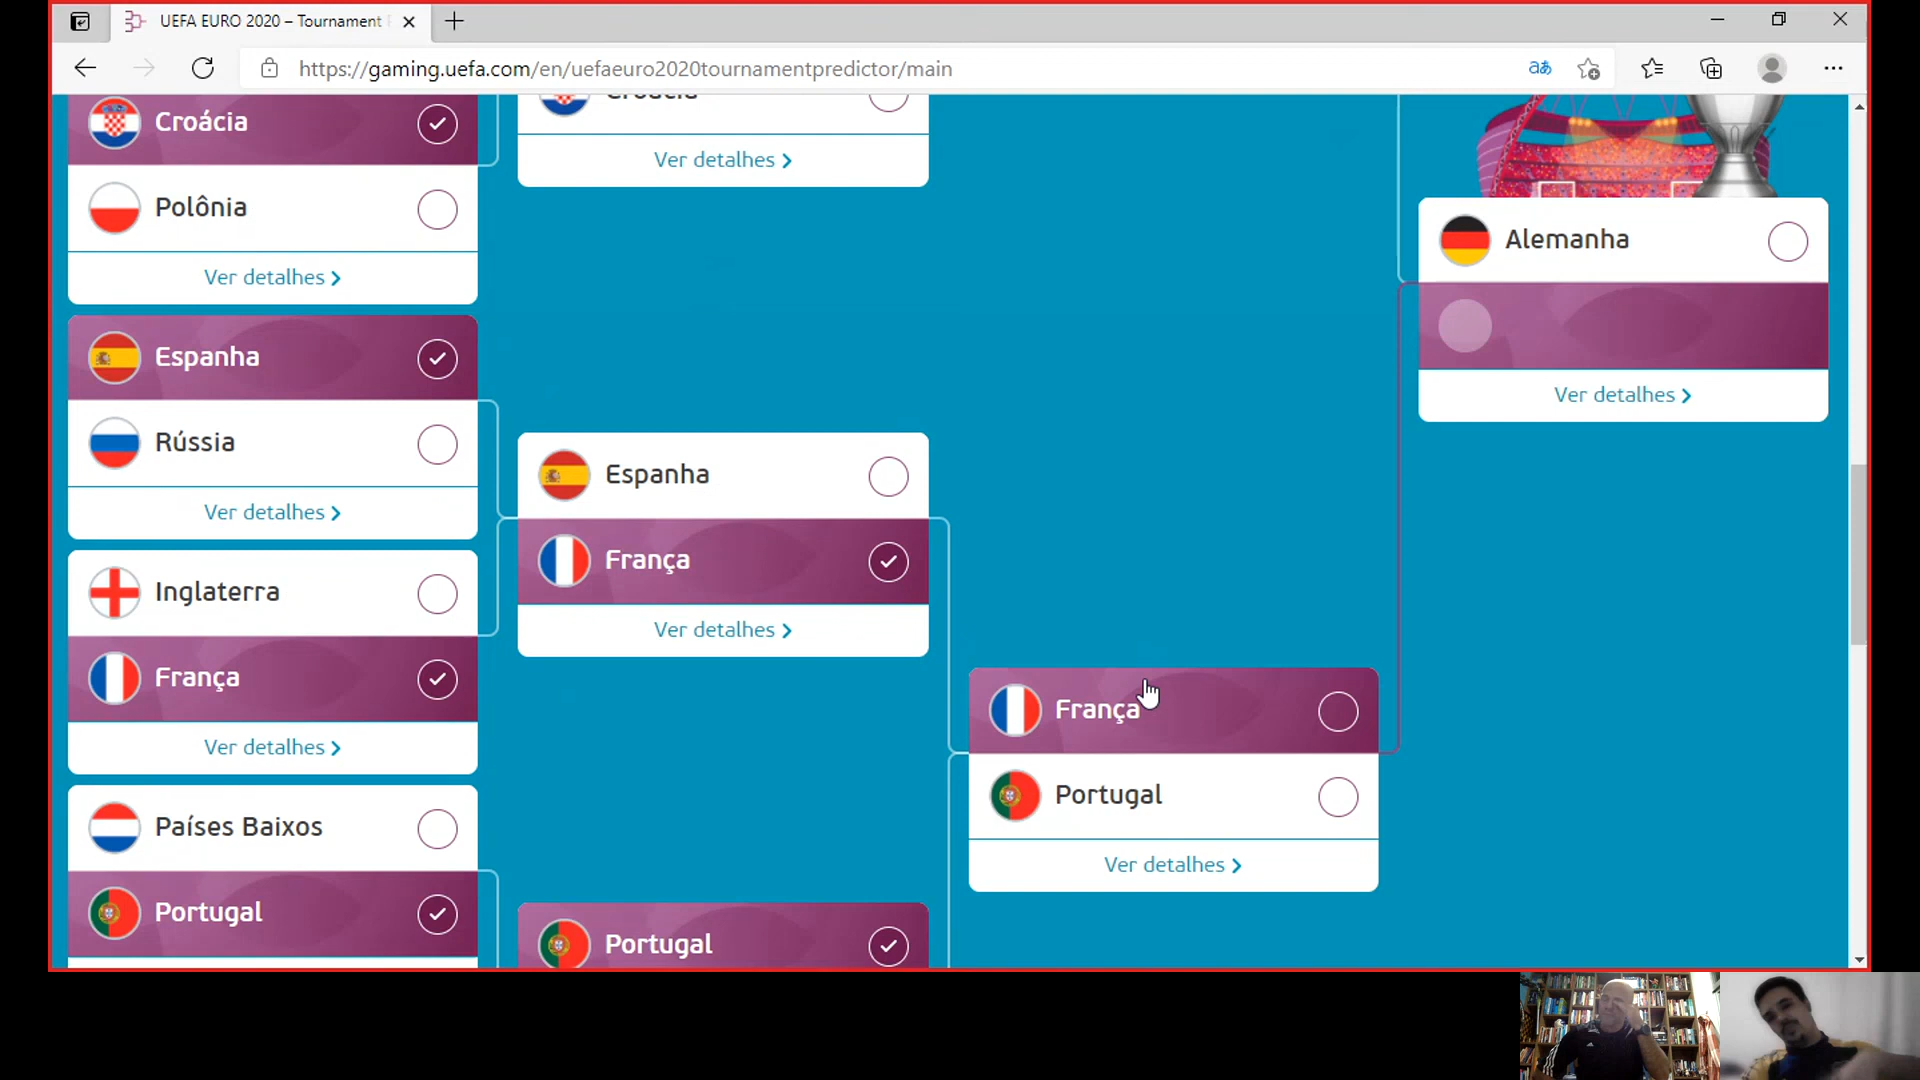 UEFA EURO 2020 – Tournament
https://gaming.uefa.com/en/uefaeuro2020tournamentpredictor/main
Croácia
Polônia
Ver detalhes
Espanha
Rússia
Ver detalhes
Inglaterra
França
Ver detalhes
Países Baixos
Portugal
Croácia
Ver detalhes
Espanha
França
Ver detalhes
Portugal
França
Portugal
Ver detalhes
Alemanha
Ver detalhes